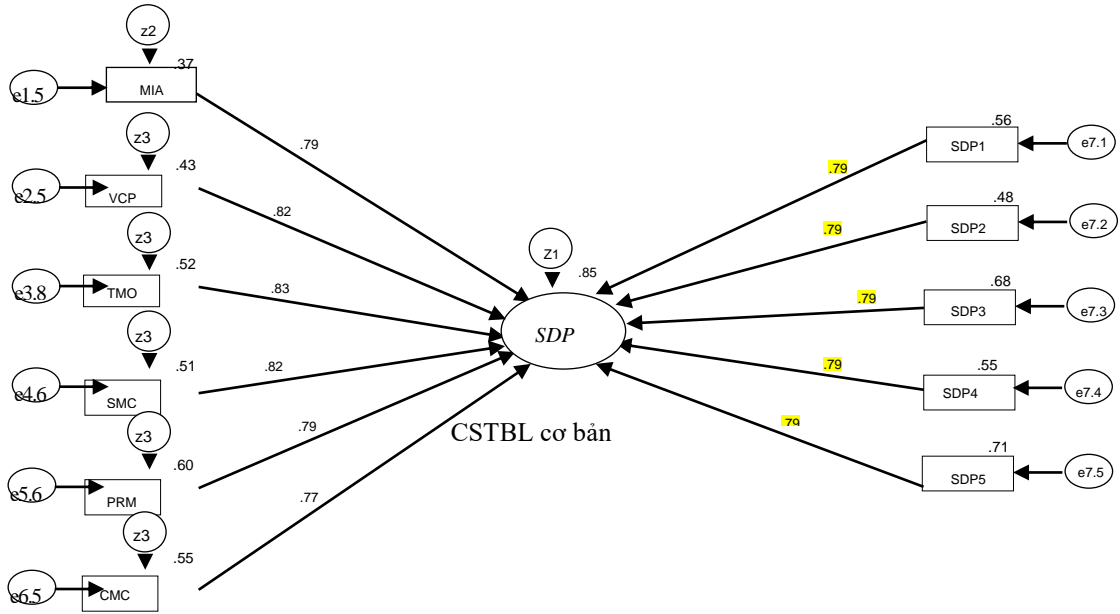 z2
.37
e1.5
MIA
z3
.43
.79
e2.5
VCP
z3
.52
.82
e3.8
TMO
z3
.51
.83
e4.6
SMC
z3
.60
.82
e5.6
PRM
z3
.55
.79
e6.5
CMC
.77
Z1
.85
SDP
CSTBL cơ bản
.56
SDP1
e7.1
.79
.48
SDP2
e7.2
.79
.68
SDP3
e7.3
.79
.55
SDP4
e7.4
.79
.71
SDP5
e7.5
.79